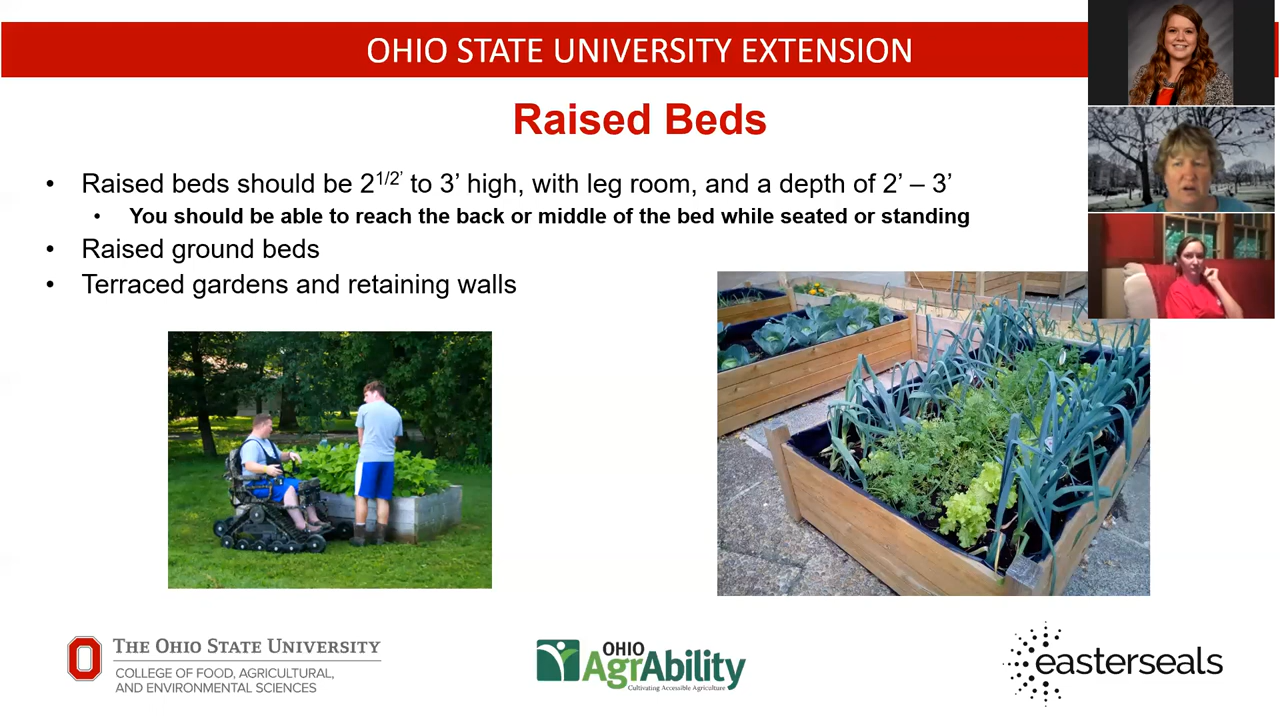 OHIO STATE UNIVERSITY EXTENSION
Raised Beds
• Raised beds should be 2 1/2’ to 3’ high, with leg room, and a depth of 2’ – 3’
• You should be able to reach the back or middle of the bed while seated or standing
• Raised ground beds
• Terraced gardens and retaining walls
THE OHIO STATE UNIVERSITY
COLLEGE OF FOOD, AGRICULTURAL,
AND ENVIRONMENTAL SCIENCES
OHIO
AgrAbility
Cultivating Accessible Agriculture
easterseals